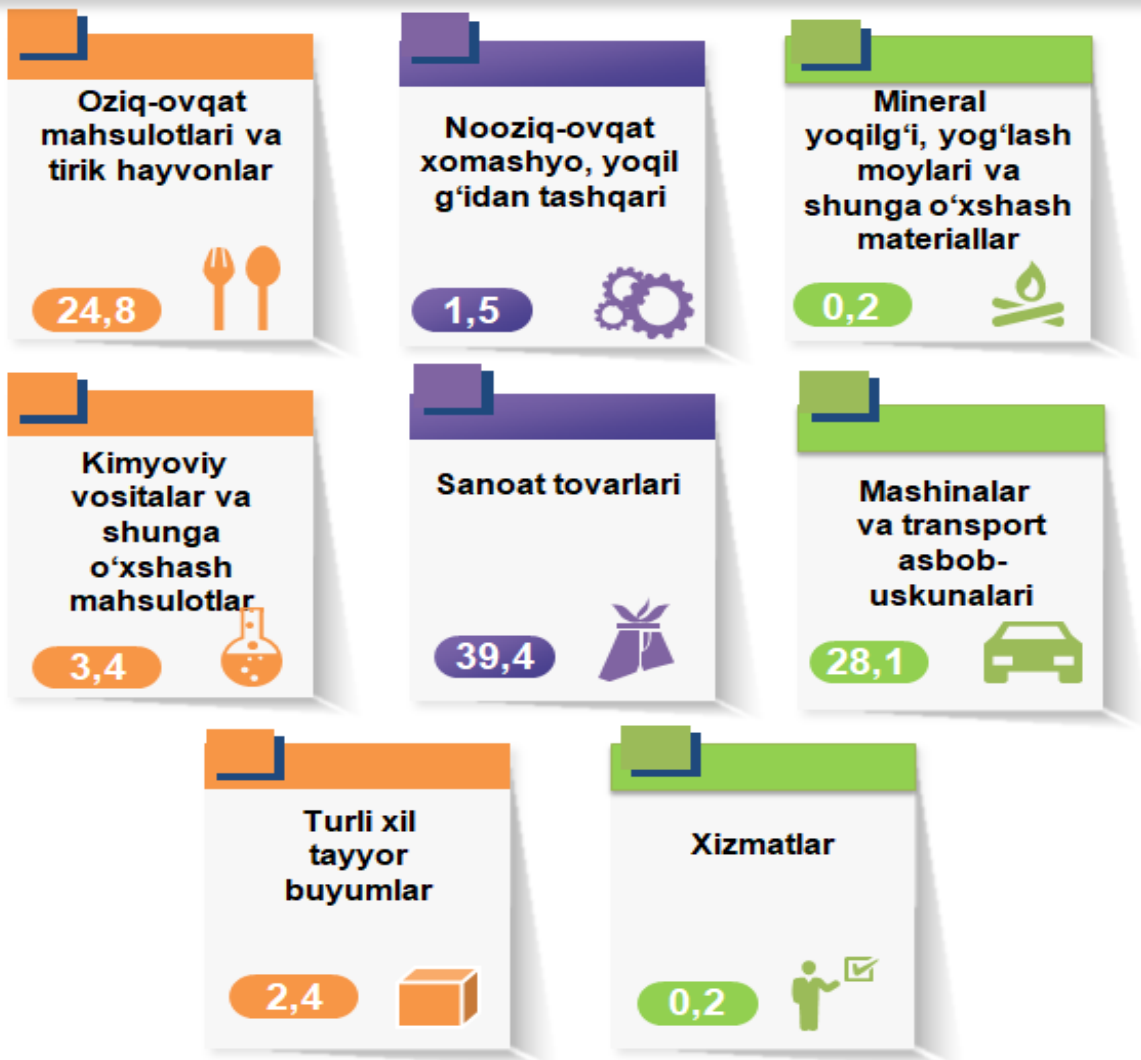 Oziq-ovqat
mahsulotlari va
tirik hayvonlar
24,8
Nooziq-ovqat
xomashyo, yoqil
g‘idan tashqari
1,5
Mineral
yoqilg‘i, yog‘lash
moylari va
shunga o‘xshash
materiallar
0,2
Kimyoviy
vositalar va
shunga
o‘xshash
mahsulotlar
3,4
Sanoat tovarlari
39,4
Mashinalar
va transport
asbob-
uskunalari
28,1
Turli xil
tayyor
buyumlar
2,4
Xizmatlar
0,2